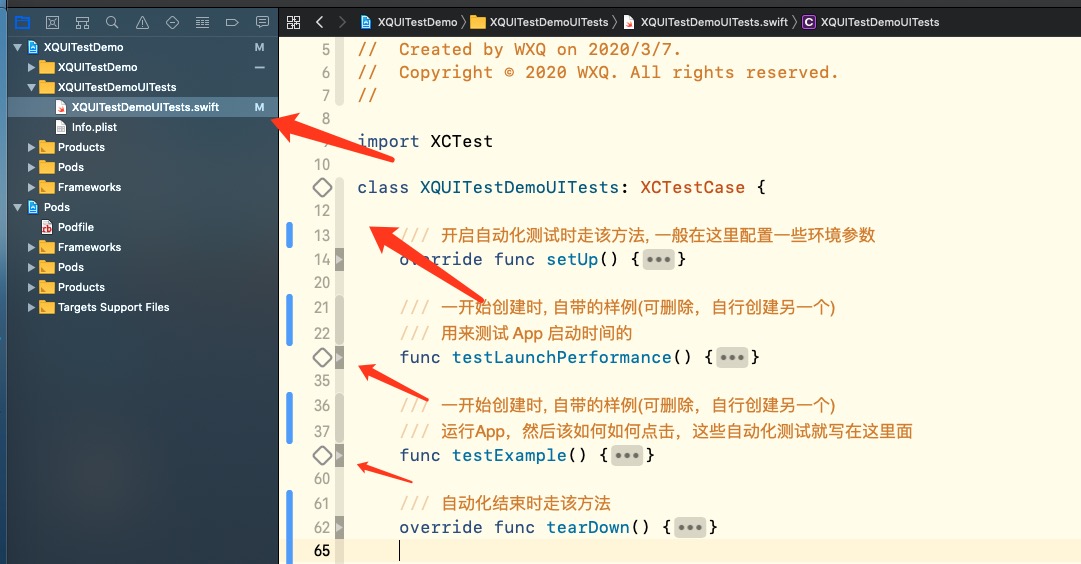 XQUITestDemo
XQUITestDemoUITests
XQUITestDemoUITests.swift
C XQUITestDemoUITests
XQUITestDemo M
XQUITestDemo
XQUITestDemoUITests
XQUITestDemoUITests.swift M
Info.plist
Products
Pods
Frameworks
Pods
rb Podfile
Frameworks
Pods
Products
Targets Support Files
5 //  Created by WXQ on 2020/3/7.
6 //  Copyright © 2020 WXQ. All rights reserved.
7 //
8
import XCTest
10
class XQUITestDemoUITests: XCTestCase {
12
13 /// 开启自动化测试时走该方法, 一般在这里配置一些环境参数
14 override func setUp() {•••}
20
21 /// 一开始创建时, 自带的样例(可删除，自行创建另一个)
22 /// 用来测试 App 启动时间的
func testLaunchPerformance() {•••}
35
36 /// 一开始创建时, 自带的样例(可删除，自行创建另一个)
37 /// 运行App，然后该如何如何点击，这些自动化测试就写在这里面
func testExample() {•••}
60
61 /// 自动化结束时走该方法
62 override func tearDown() {•••}
65